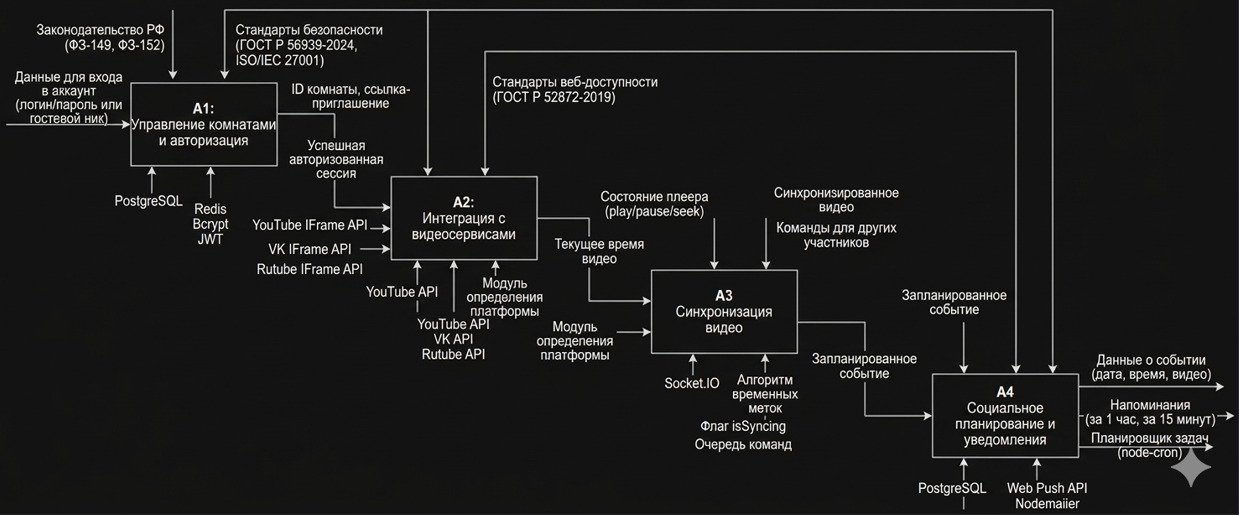 Законодательство РФ
(ФЗ-149, ФЗ-152)
Стандарты безопасности
(ГОСТ Р 56939-2024,
ISO/IEC 27001)
Данные для входа
в аккаунт
(логин/пароль или
гостевой ник)
A1:
Управление комнатами
и авторизация
ID комнаты, ссылка-
приглашение
Успешная
авторизованная
сессия
PostgreSQL
Redis
Bcrypt
JWT
Стандарты веб-доступности
(ГОСТ Р 52872-2019)
A2:
Интеграция с
видеосервисами
YouTube IFrame API
VK IFrame API
Rutube IFrame API
YouTube API
YouTube API
VK API
Rutube API
Модуль
определения
платформы
Текущее время
видео
Состояние плеера
(play/pause/seek)
Синхронизированное
видео
Команды для других
участников
A3
Синхронизация
видео
Модуль
определения
платформы
Socket.IO
Алгоритм
временных
меток
Флаг isSyncing
Очередь команд
Запланированное
событие
Запланированное
событие
A4
Социальное
планирование и
уведомления
Данные о событии
(дата, время, видео)
Напоминания
(за 1 час, за 15 минут)
Планировщик задач
(node-cron)
PostgreSQL
Web Push API
Nodemaiier